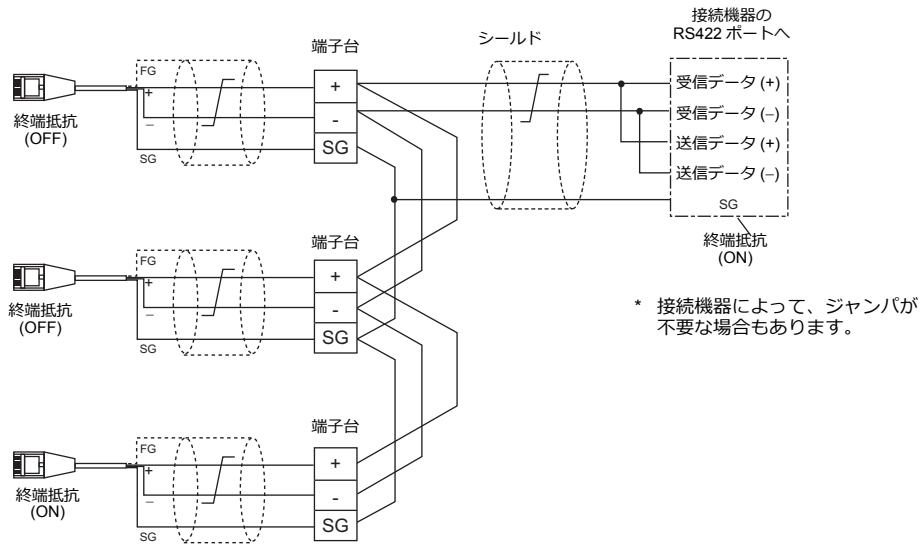 接続機器の
RS422 ポートへ
端子台
シールド
FG
+
−
SG
終端抵抗
(OFF)
+
-
SG
受信データ (+)
受信データ (−)
送信データ (+)
送信データ (−)
SG
終端抵抗
(ON)
端子台
FG
+
−
SG
終端抵抗
(OFF)
+
-
SG
* 接続機器によって、ジャンパが
不要な場合もあります。
端子台
FG
+
−
SG
終端抵抗
(ON)
+
-
SG